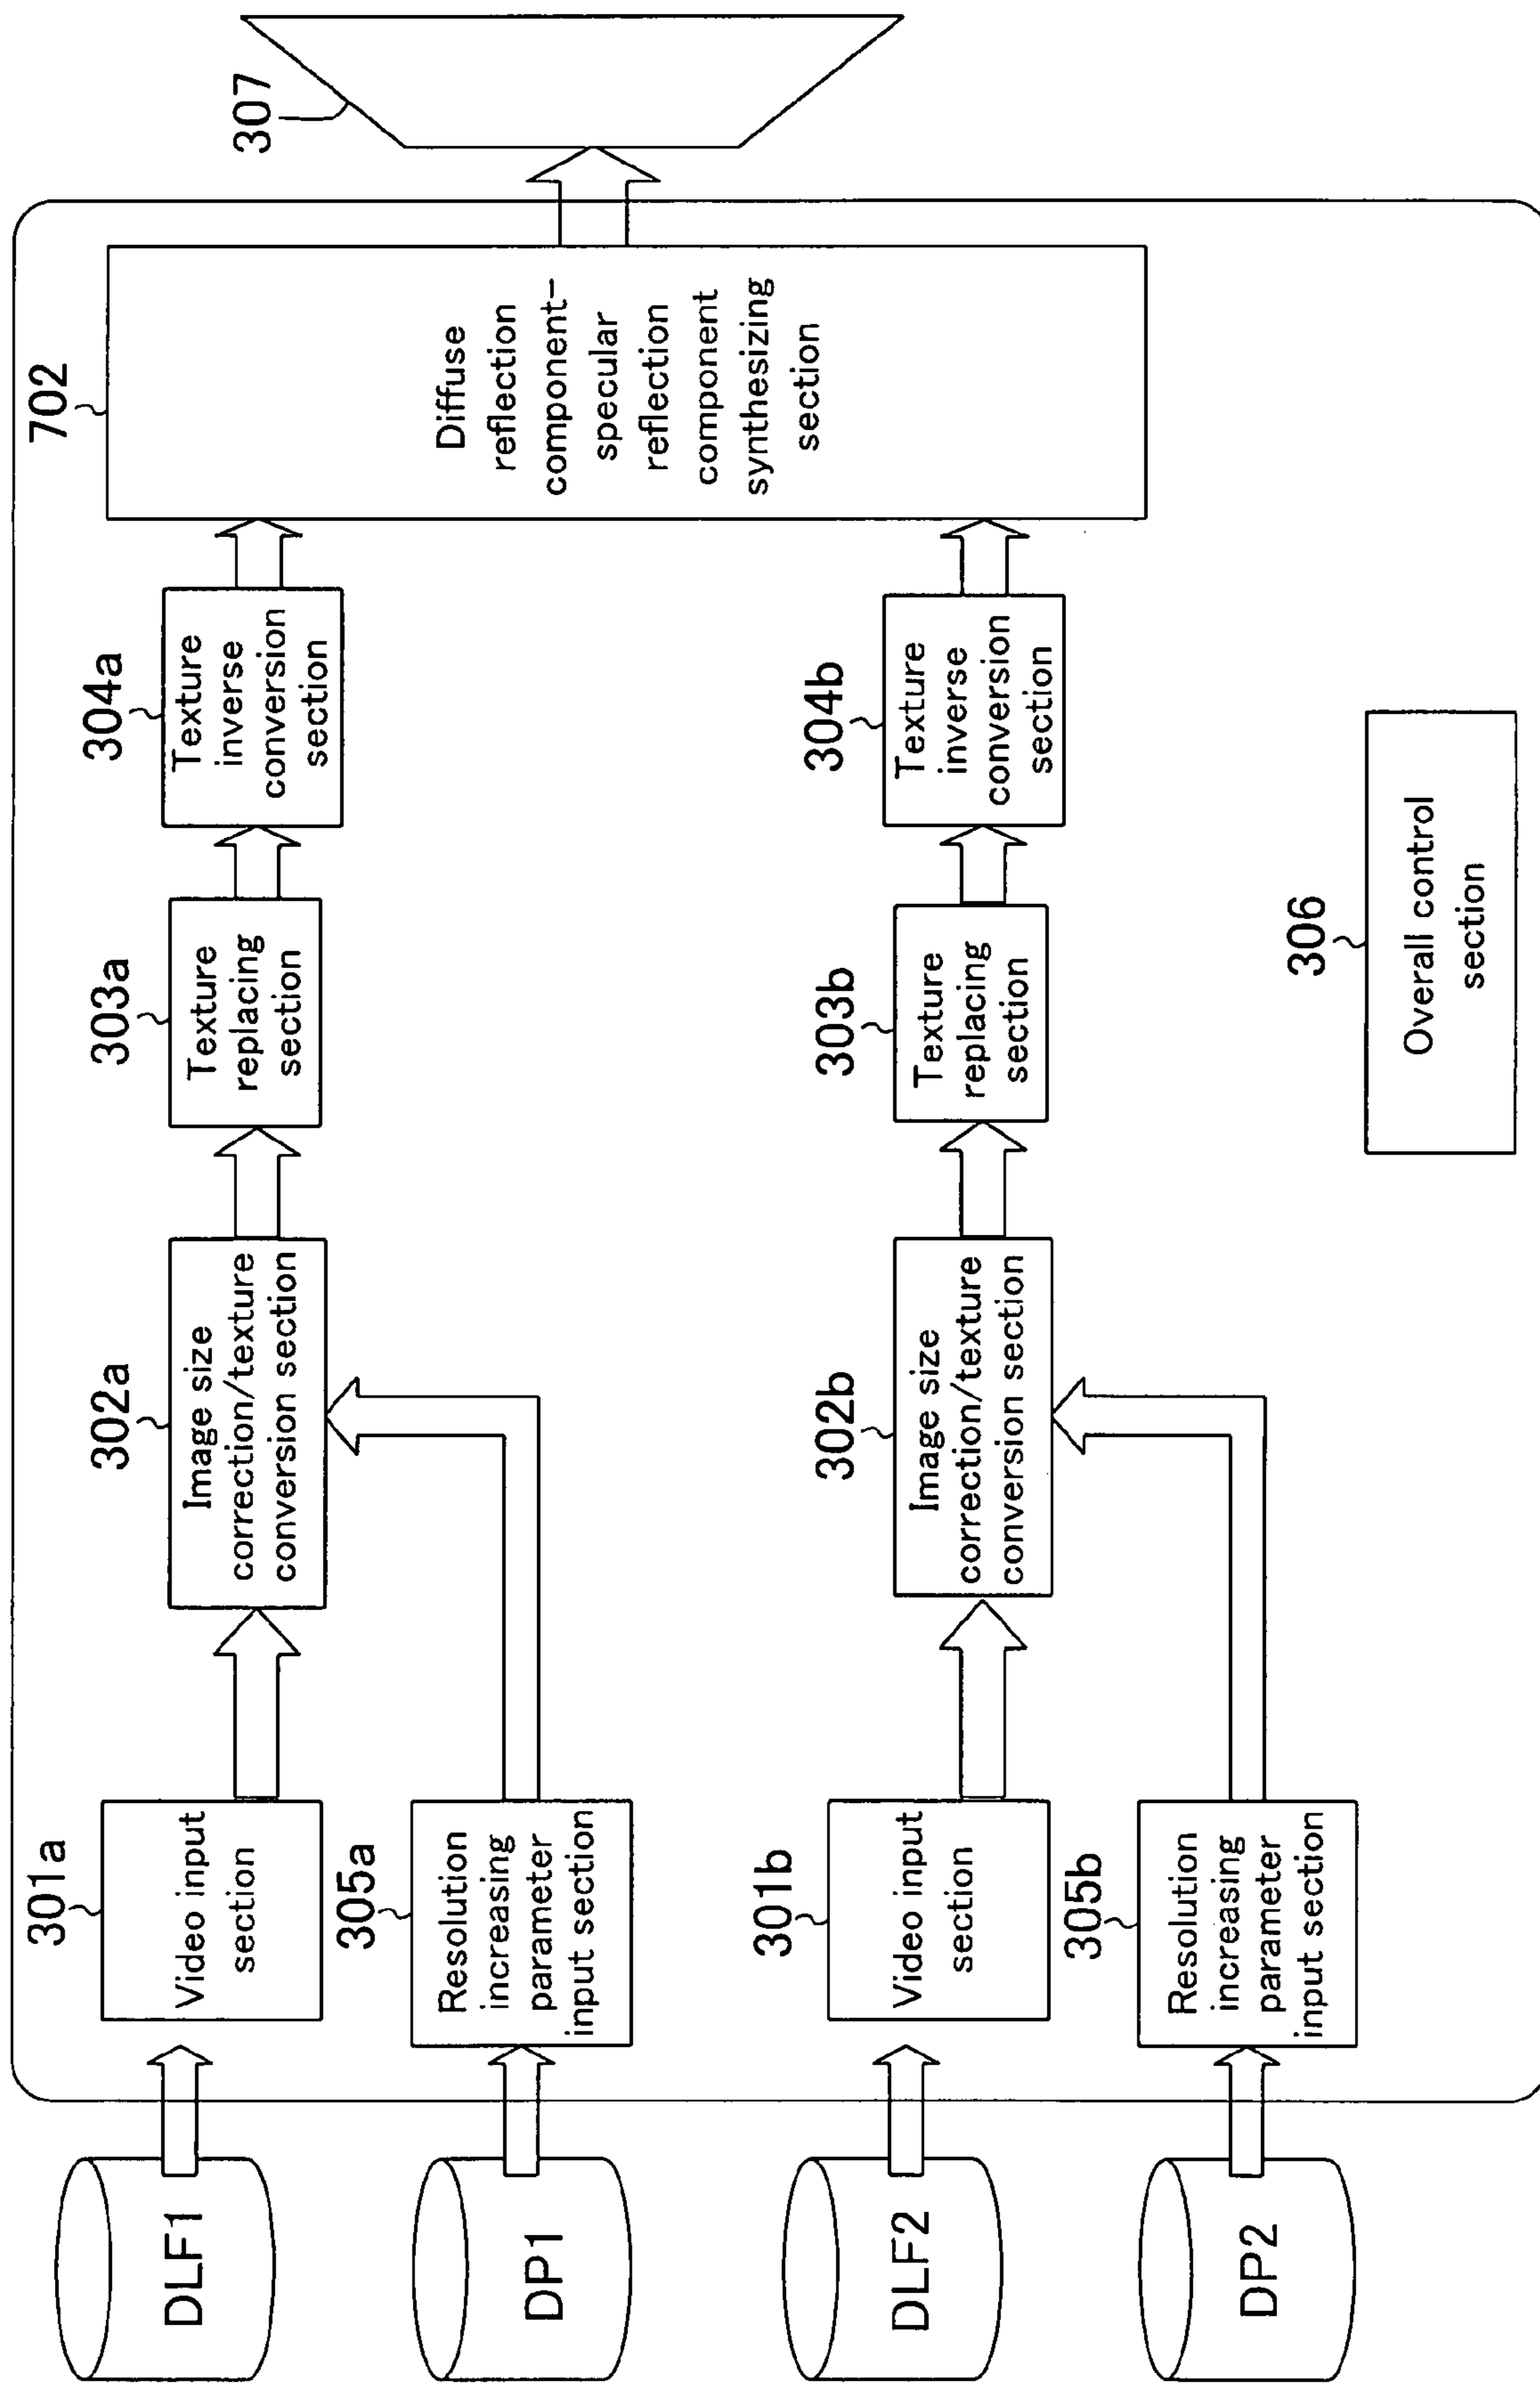 DLF1
301a
Video input
section
302a
Image size
correction/texture
conversion section
303a
Texture
replacing
section
304a
Texture
inverse
conversion
section
702
Diffuse
reflection
component-
specular
reflection
component
synthesizing
section
307
DP1
305a
Resolution
increasing
parameter
input section
DLF2
301b
Video input
section
302b
Image size
correction/texture
conversion section
303b
Texture
replacing
section
304b
Texture
inverse
conversion
section
DP2
305b
Resolution
increasing
parameter
input section
306
Overall control
section